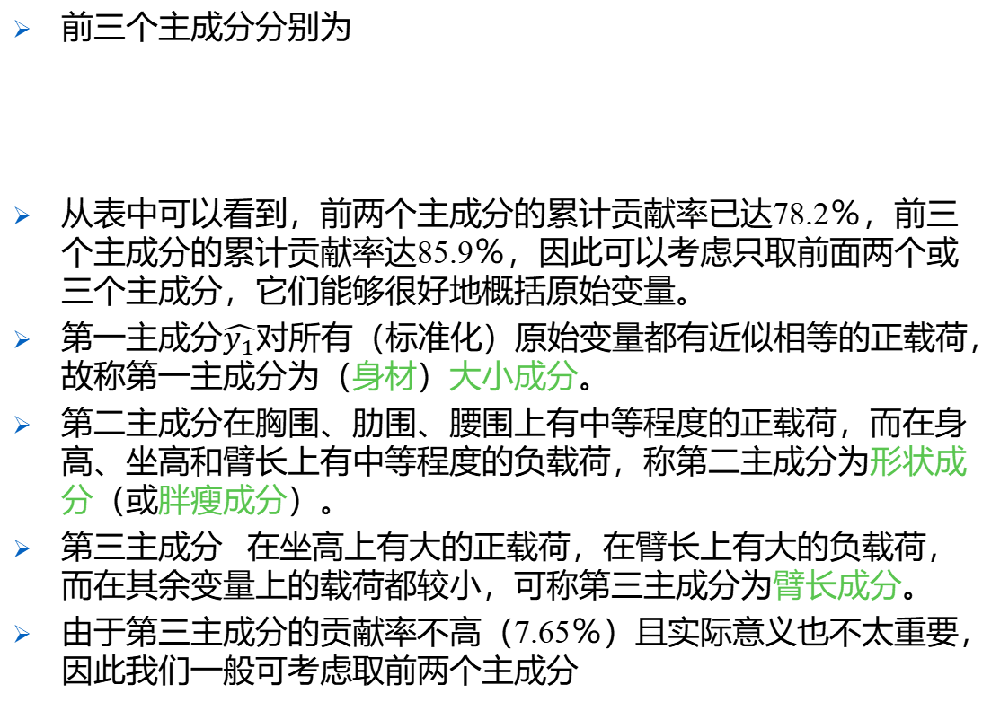 前三个主成分分别为
从表中可以看到，前两个主成分的累计贡献率已达78.2％，前三
个主成分的累计贡献率达85.9％，因此可以考虑只取前面两个或
三个主成分，它们能够很好地概括原始变量。
第一主成分$\widehat{y_1}$对所有（标准化）原始变量都有近似相等的正载荷，
故称第一主成分为（身材）大小成分。
第二主成分在胸围、肋围、腰围上有中等程度的正载荷，而在身
高、坐高和臂长上有中等程度的负载荷，称第二主成分为形状成
分（或胖瘦成分）。
第三主成分 在坐高上有大的正载荷，在臂长上有大的负载荷，
而在其余变量上的载荷都较小，可称第三主成分为臂长成分。
由于第三主成分的贡献率不高（7.65％）且实际意义也不太重要，
因此我们一般可考虑取前两个主成分